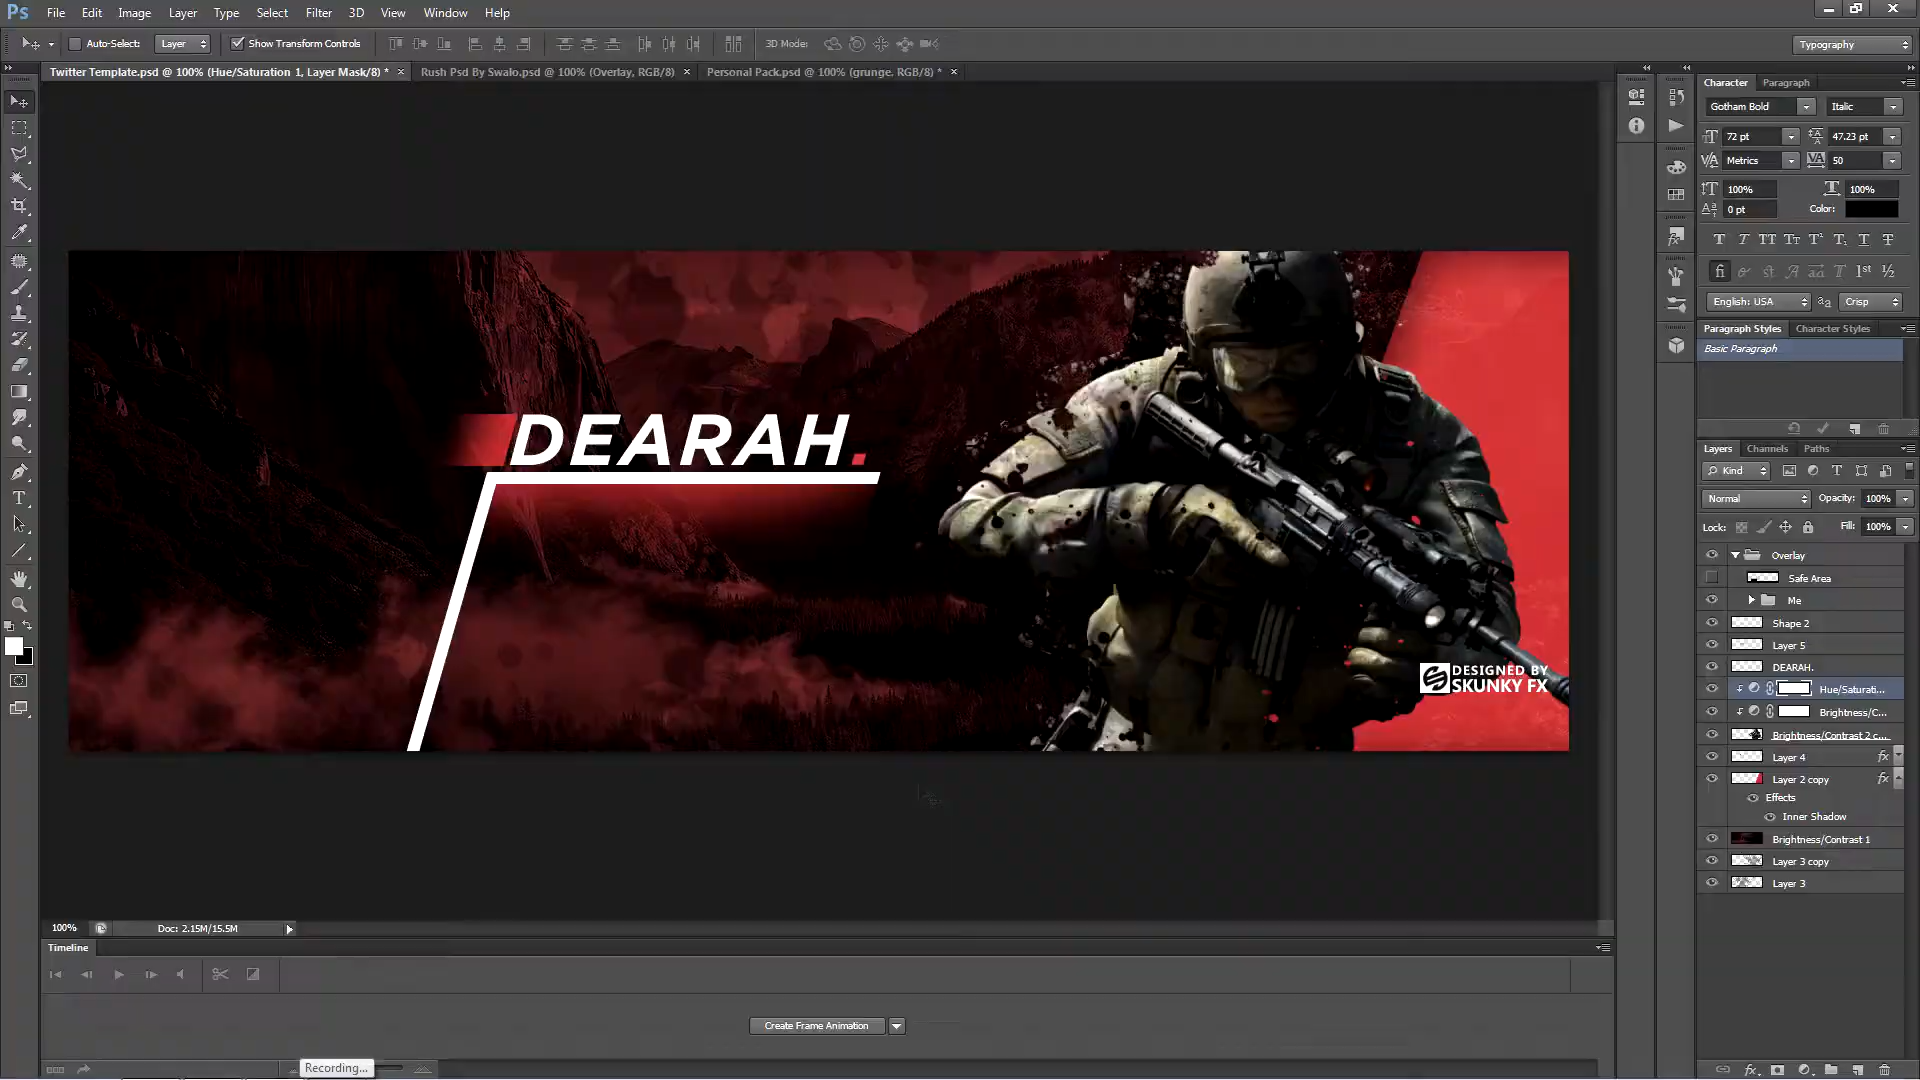 Ps File Edit Image Layer Type Select Filter 3D View Window Help
Auto-Select: Layer Show Transform Controls 3D Mode: Typography
Twitter Template.psd @ 100% (Hue/Saturation 1, Layer Mask/8) * × Rush Psd By Swalo.psd @ 100% (Overlay, RGB/8) × Personal Pack.psd @ 100% (grunge, RGB/8) * ×
Character Paragraph
Gotham Bold Italic
72 pt 47.23 pt
Metrics 50
100% 100%
0 pt Color:
English: USA Crisp
Paragraph Styles Character Styles
Basic Paragraph
DEARAH.
DESIGNED BY
SKUNKY FX
Layers Channels Paths
Kind
Normal Opacity: 100%
Lock: Fill: 100%
Overlay
Safe Area
Me
Shape 2
Layer 5
DEARAH.
Hue/Saturati...
Brightness/C...
Brightness/Contrast 2 c...
Layer 4 fx
Layer 2 copy fx
Effects
Inner Shadow
Brightness/Contrast 1
Layer 3 copy
Layer 3
100% Doc: 2.15M/15.5M
Timeline
Create Frame Animation
Recording...